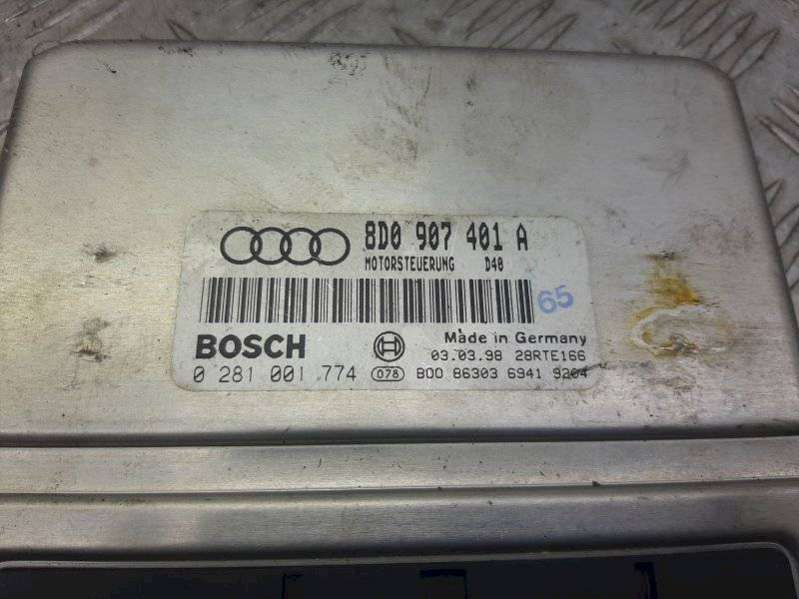 8D0 907 401 A
MOTORSTEUERUNG D40
65
BOSCH
Made in Germany
03.03.98 28RTE166
0 281 001 774 078 800 86303 6941 9204